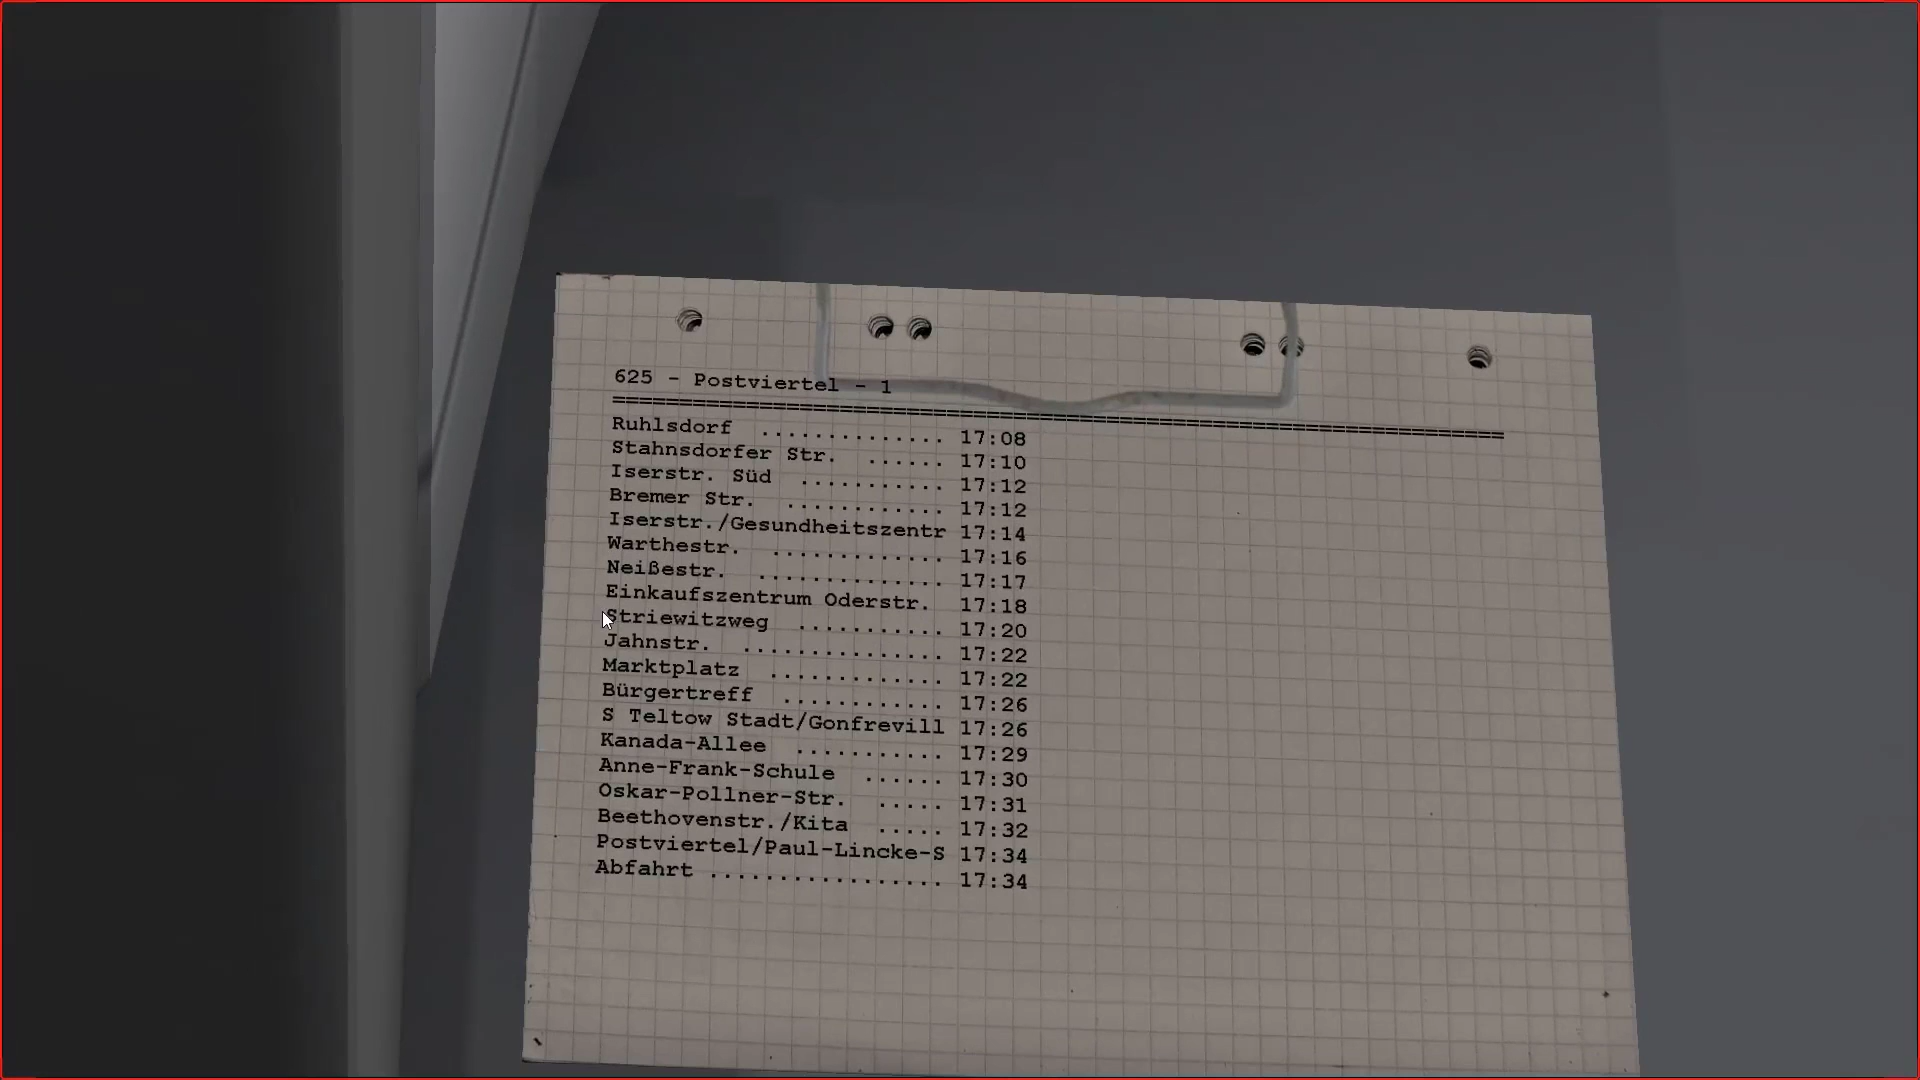 625 - Postviertel - 1
===================================================================
Ruhlsdorf .............. 17:08
Stahnsdorfer Str. ...... 17:10
Iserstr. Süd ........... 17:12
Bremer Str. ............ 17:12
Iserstr./Gesundheitszentr 17:14
Warthestr. ............. 17:16
Neißestr. .............. 17:17
Einkaufszentrum Oderstr. 17:18
Striewitzweg ........... 17:20
Jahnstr. ............... 17:22
Marktplatz ............. 17:22
Bürgertreff ............ 17:26
S Teltow Stadt/Gonfrevill 17:26
Kanada-Allee ........... 17:29
Anne-Frank-Schule ...... 17:30
Oskar-Pollner-Str. ..... 17:31
Beethovenstr./Kita ..... 17:32
Postviertel/Paul-Lincke-S 17:34
Abfahrt ................. 17:34